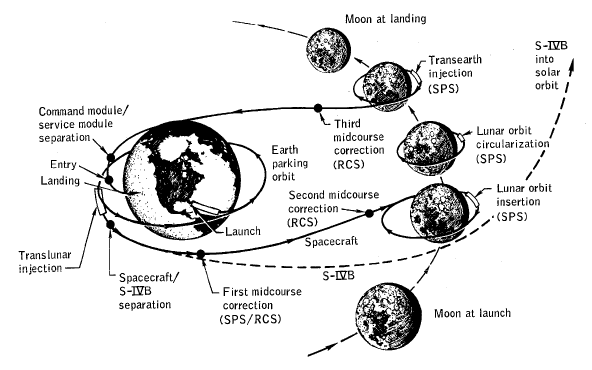 Moon at landing
S-IVB
into
solar
orbit
Transearth
injection
(SPS)
Command module/
service module
separation
Third
midcourse
correction
(RCS)
Lunar orbit
circularization
(SPS)
Earth
parking
orbit
Entry
Landing
Second midcourse
correction (RCS)
Lunar orbit
insertion
(SPS)
Launch
Spacecraft
Translunar
injection
S-IVB
Spacecraft/
S-IVB
separation
First midcourse
correction
(SPS/RCS)
Moon at launch